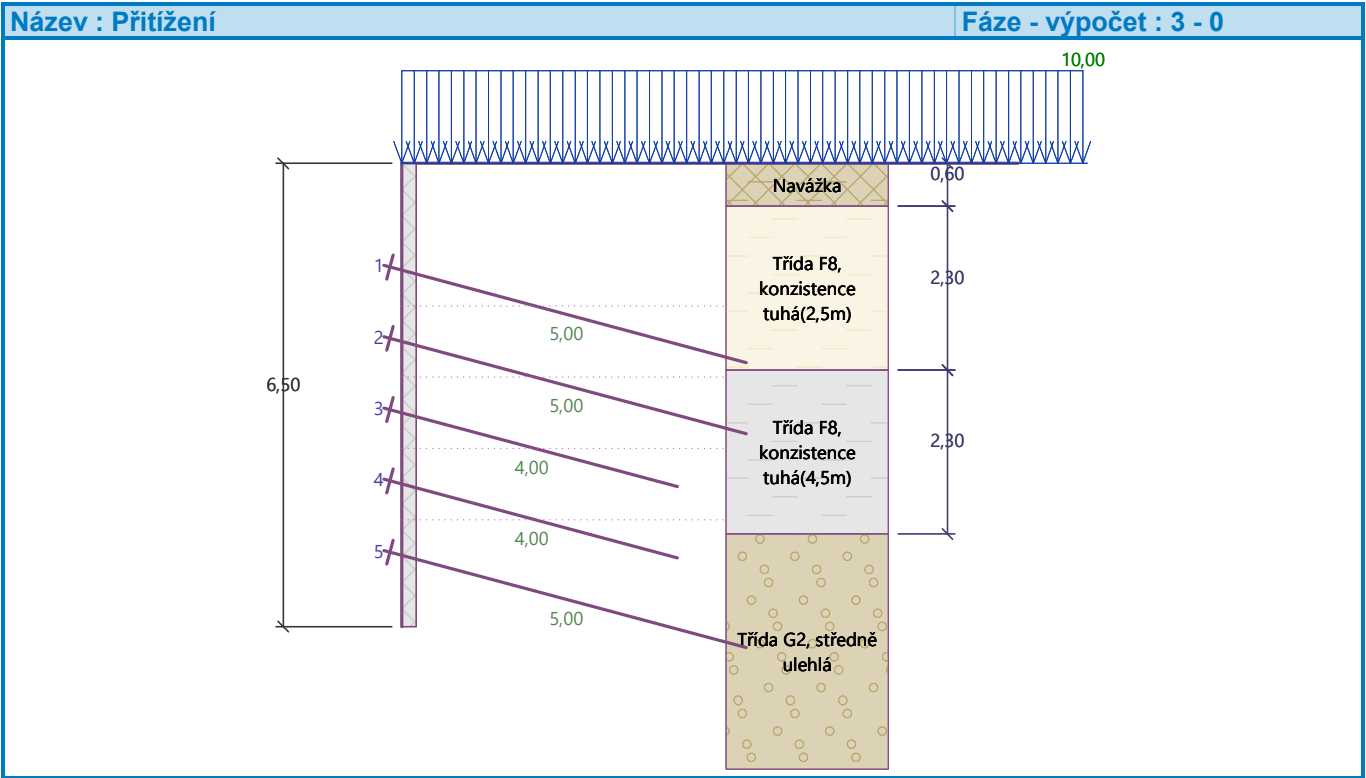 Název : Přitížení
Fáze - výpočet : 3 - 0
10,00
0,60
Navážka
1
Třída F8,
konzistence
tuhá(2,5m)
2,30
5,00
2
6,50
5,00
3
Třída F8,
konzistence
tuhá(4,5m)
2,30
4,00
4
4,00
5
5,00
Třída G2, středně
ulehlá